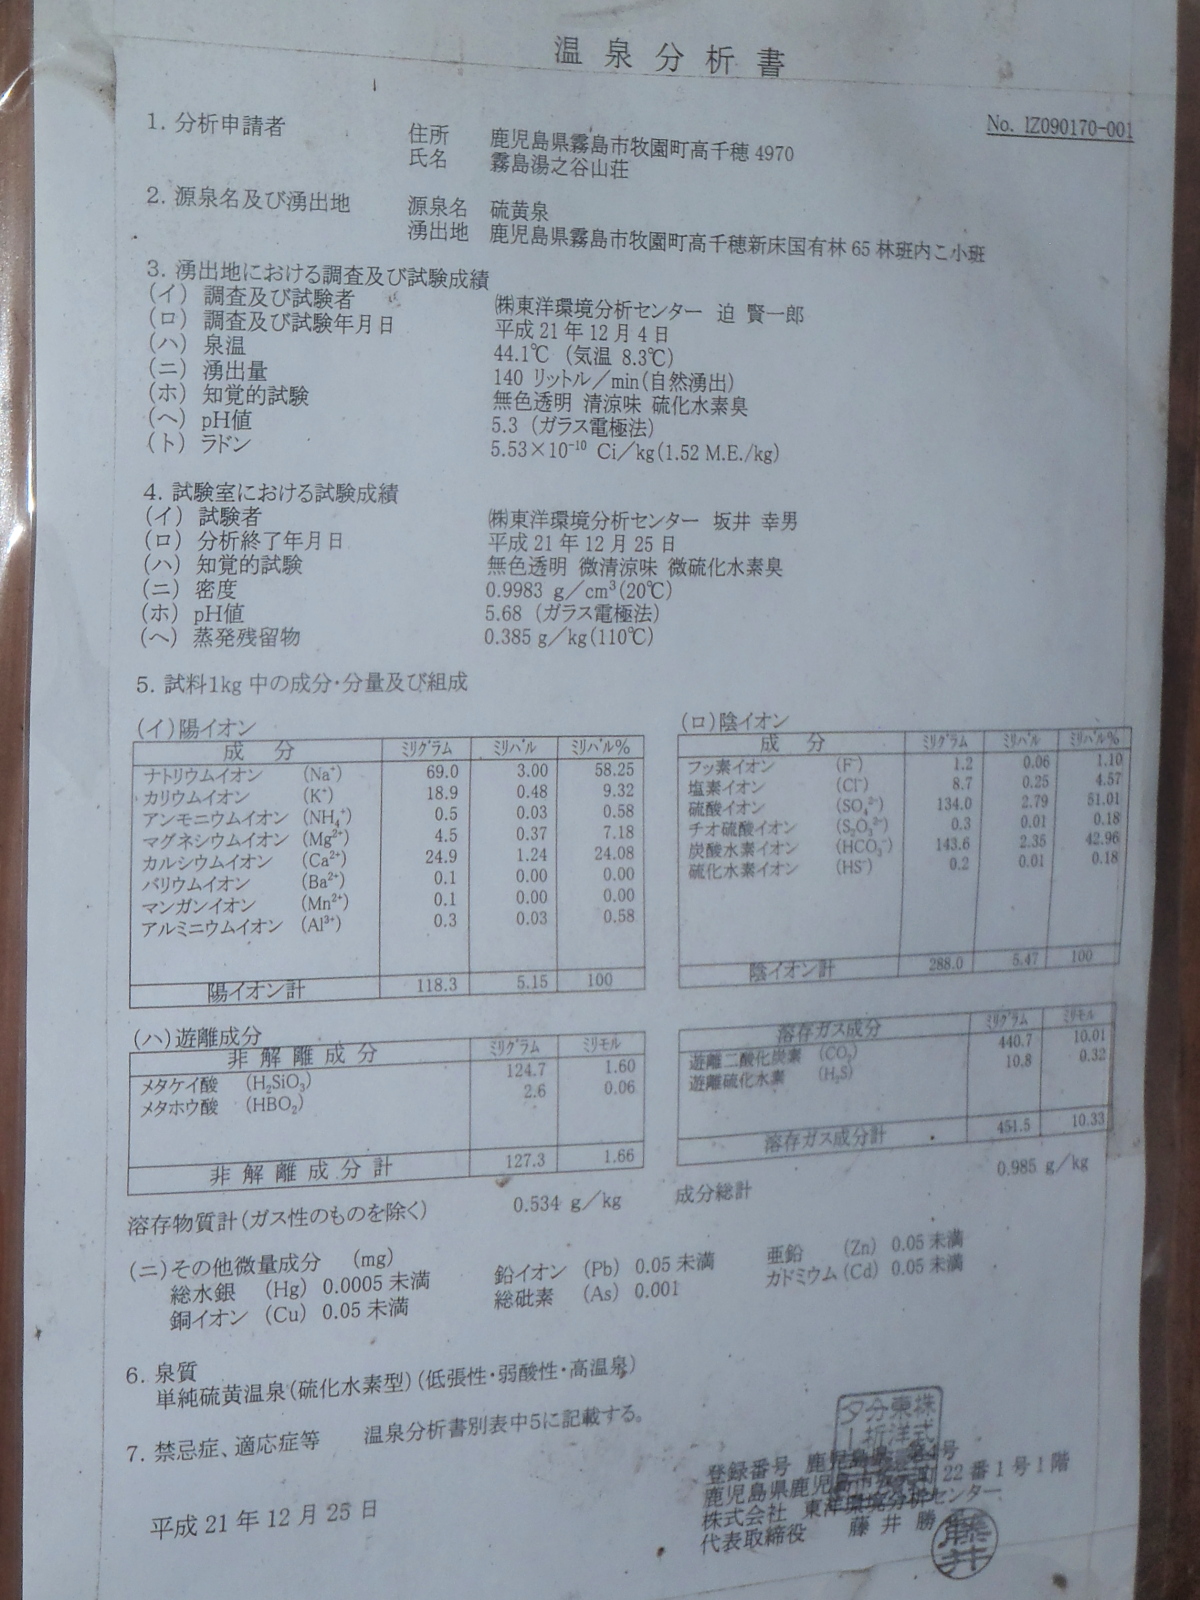 温泉分析書
No. IZ090170-001
1. 分析申請者 住所 鹿児島県霧島市牧園町高千穂 4970
氏名 霧島湯之谷山荘
2. 源泉名及び湧出地 源泉名 硫黄泉
湧出地 鹿児島県霧島市牧園町高千穂新床国有林 65 林班内こ小班
3. 湧出地における調査及び試験成績
(イ) 調査及び試験者 ㈱東洋環境分析センター 迫 賢一郎
(ロ) 調査及び試験年月日 平成 21 年 12 月 4 日
(ハ) 泉温 44.1℃ (気温 8.3℃)
(ニ) 湧出量 140 リットル/min(自然湧出)
(ホ) 知覚的試験 無色透明 清涼味 硫化水素臭
(ヘ) pH値 5.3 (ガラス電極法)
(ト) ラドン 5.53×10⁻¹⁰ Ci/kg(1.52 M.E./kg)
4. 試験室における試験成績
(イ) 試験者 ㈱東洋環境分析センター 坂井 幸男
(ロ) 分析終了年月日 平成 21 年 12 月 25 日
(ハ) 知覚的試験 無色透明 微清涼味 微硫化水素臭
(ニ) 密度 0.9983 g/cm³(20℃)
(ホ) pH値 5.68 (ガラス電極法)
(ヘ) 蒸発残留物 0.385 g/kg(110℃)
5. 試料1kg 中の成分・分量及び組成
(イ)陽イオン
成 分 ミリグラム ミリバル ミリバル%
ナトリウムイオン (Na⁺) 69.0 3.00 58.25
カリウムイオン (K⁺) 18.9 0.48 9.32
アンモニウムイオン (NH₄⁺) 0.5 0.03 0.58
マグネシウムイオン (Mg²⁺) 4.5 0.37 7.18
カルシウムイオン (Ca²⁺) 24.9 1.24 24.08
バリウムイオン (Ba²⁺) 0.1 0.00 0.00
マンガンイオン (Mn²⁺) 0.1 0.00 0.00
アルミニウムイオン (Al³⁺) 0.3 0.03 0.58
陽イオン計 118.3 5.15 100
(ロ)陰イオン
成 分 ミリグラム ミリバル ミリバル%
フッ素イオン (F⁻) 1.2 0.06 1.10
塩素イオン (Cl⁻) 8.7 0.25 4.57
硫酸イオン (SO₄²⁻) 134.0 2.79 51.01
チオ硫酸イオン (S₂O₃²⁻) 0.3 0.01 0.18
炭酸水素イオン (HCO₃⁻) 143.6 2.35 42.96
硫化水素イオン (HS⁻) 0.2 0.01 0.18
陰イオン計 288.0 5.47 100
(ハ)遊離成分
非解離成分 ミリグラム ミリモル
メタケイ酸 (H₂SiO₃) 124.7 1.60
メタホウ酸 (HBO₂) 2.6 0.06
非解離成分計 127.3 1.66
溶存ガス成分 ミリグラム ミリモル
遊離二酸化炭素 (CO₂) 440.7 10.01
遊離硫化水素 (H₂S) 10.8 0.32
溶存ガス成分計 451.5 10.33
溶存物質計(ガス性のものを除く) 0.534 g/kg 成分総計 0.985 g/kg
(ニ)その他微量成分 (mg)
総水銀 (Hg) 0.0005 未満 鉛イオン (Pb) 0.05 未満 亜鉛 (Zn) 0.05 未満
銅イオン (Cu) 0.05 未満 総砒素 (As) 0.001 カドミウム (Cd) 0.05 未満
6. 泉質
単純硫黄温泉(硫化水素型) (低張性・弱酸性・高温泉)
7. 禁忌症、適応症等 温泉分析書別表中5に記載する。
平成 21 年 12 月 25 日
登録番号 鹿児島県 号
鹿児島県鹿児島市 22 番 1 号 1 階
株式会社 東洋環境分析センター
代表取締役 藤 井 勝
藤井